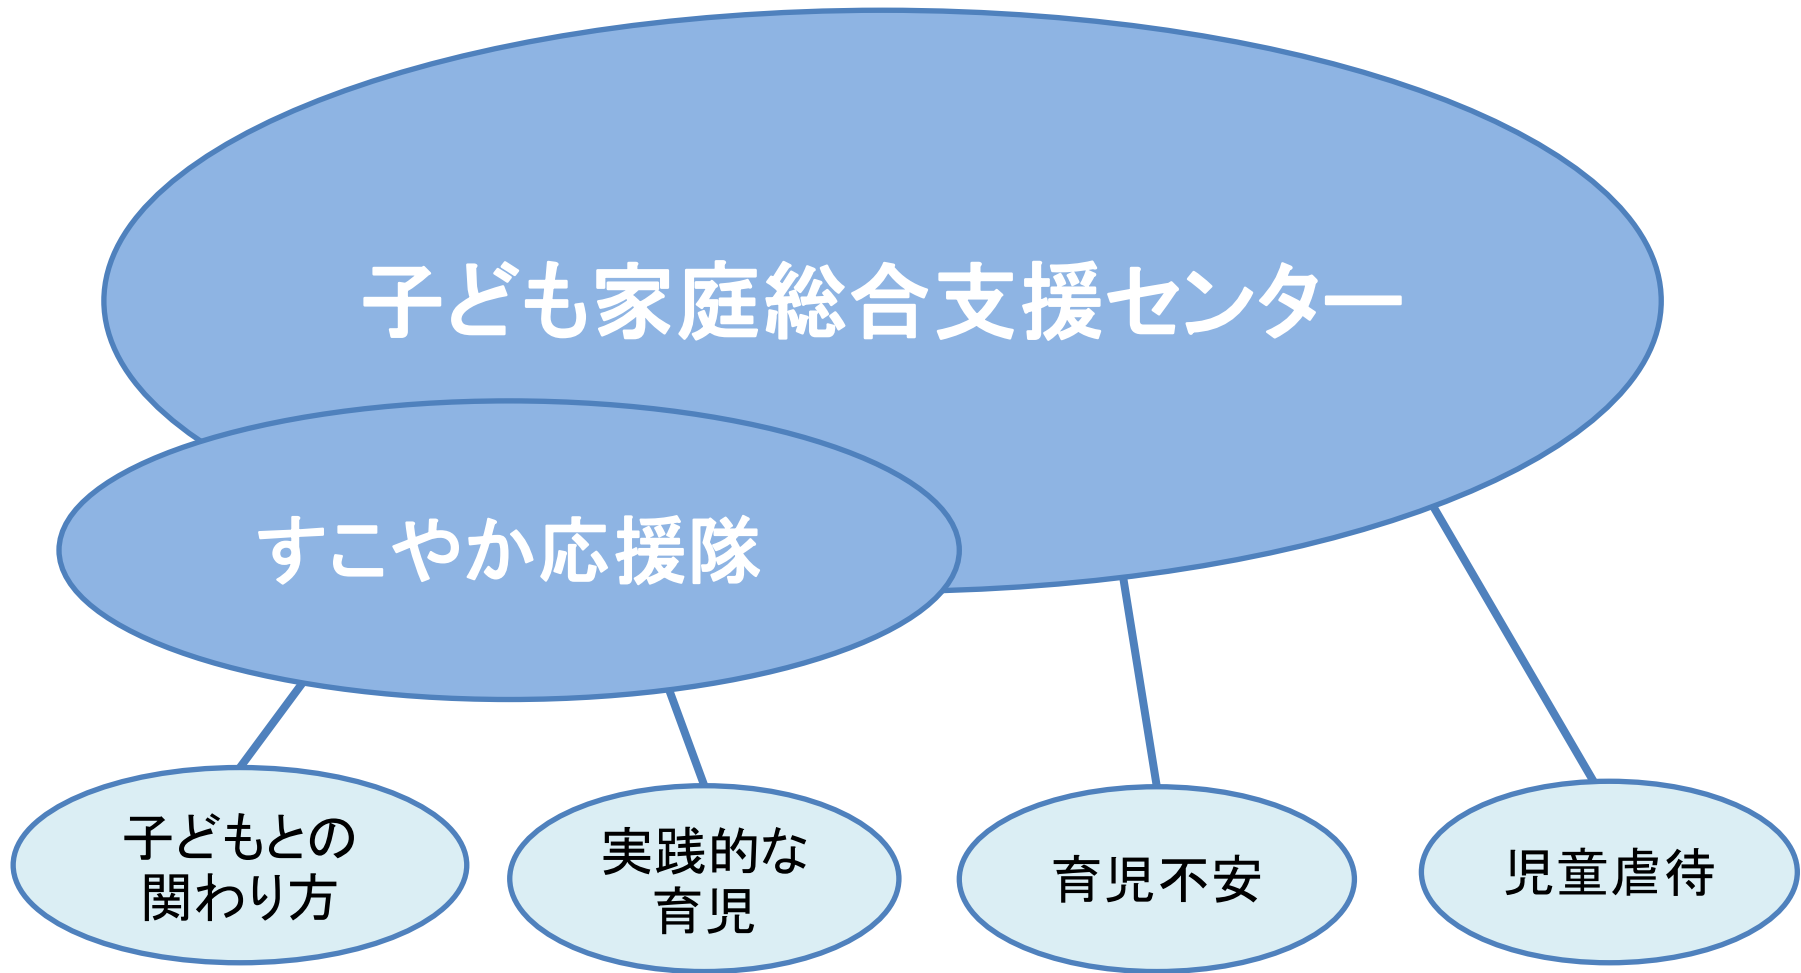 子ども家庭総合支援センター
すこやか応援隊
子どもとの
関わり方
実践的な
育児
育児不安
児童虐待